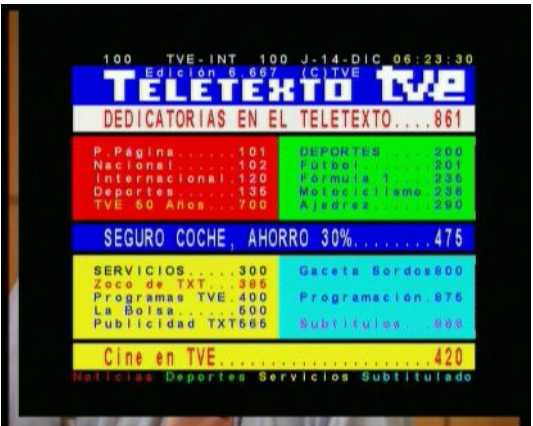 100 TVE-INT 100 J-14-DIC 06:23:30
Edición 6.667 (C)TVE
TELETEXTO tve
DEDICATORIAS EN EL TELETEXTO....861
P.Página......101
Nacional......102
Internacional.120
Deportes......135
TVE 50 Años...700
DEPORTES.....200
Fútbol.......201
Fórmula 1....235
Motociclismo.236
Ajedrez......290
SEGURO COCHE, AHORRO 30%........475
SERVICIOS.....300
Zoco de TXT...385
Programas TVE.400
La Bolsa......500
Publicidad TXT565
Gaceta Sordos800
Programación.875
Subtítulos...888
Cine en TVE.....................420
Noticias Deportes Servicios Subtitulado